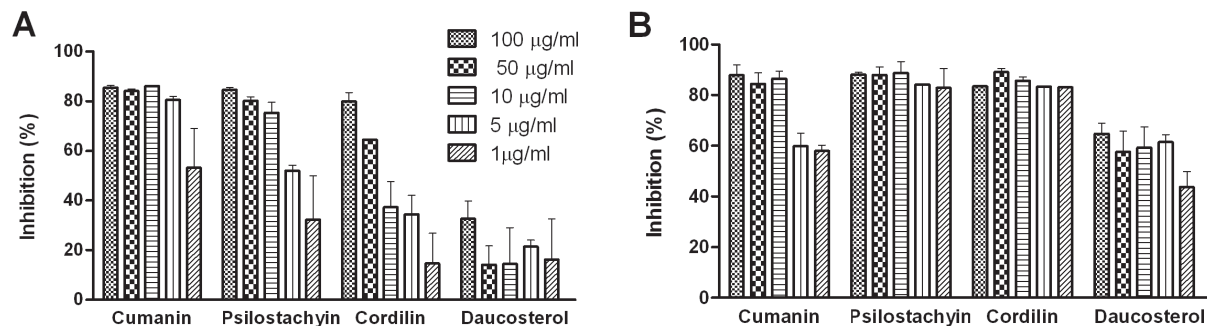 A
Inhibition (%)
100
80
60
40
20
0
100 μg/ml
50 μg/ml
10 μg/ml
5 μg/ml
1μg/ml
Cumanin Psilostachyin Cordilin Daucosterol
B
Inhibition (%)
100
80
60
40
20
0
Cumanin Psilostachyin Cordilin Daucosterol